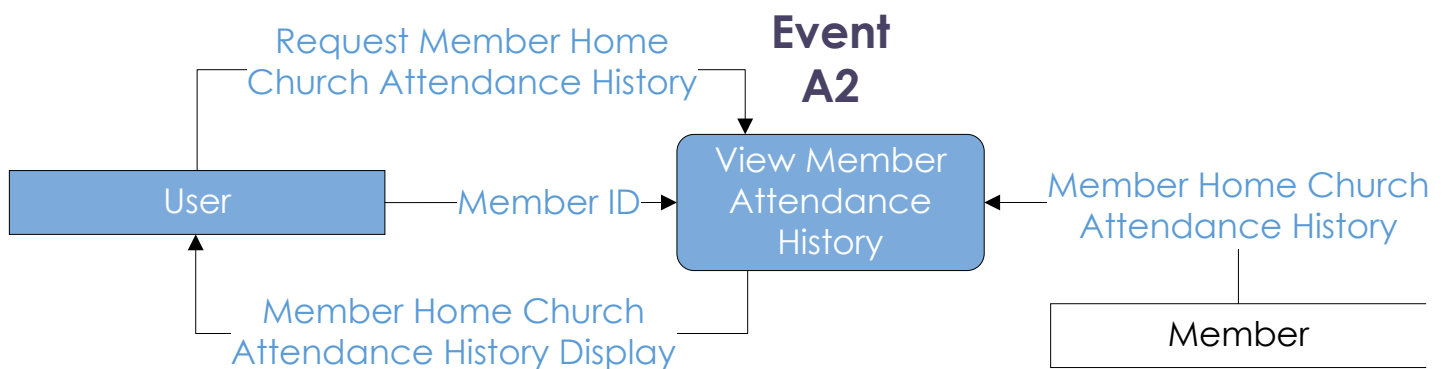 Event
A2
Request Member Home
Church Attendance History
User
Member ID
View Member
Attendance
History
Member Home Church
Attendance History
Member Home Church
Attendance History Display
Member